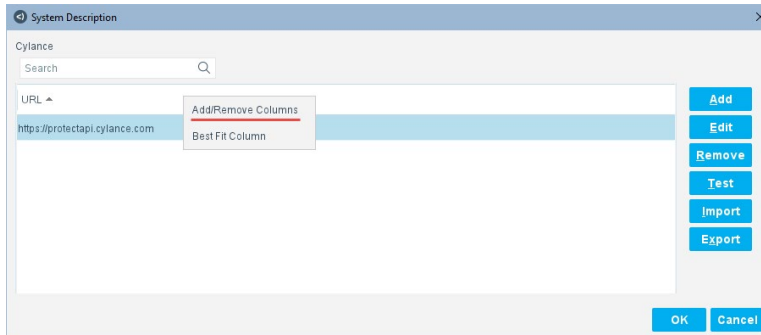 System Description
Cylance
Search
URL
Add/Remove Columns
Best Fit Column
https://protectapi.cylance.com
Add
Edit
Remove
Test
Import
Export
OK
Cancel